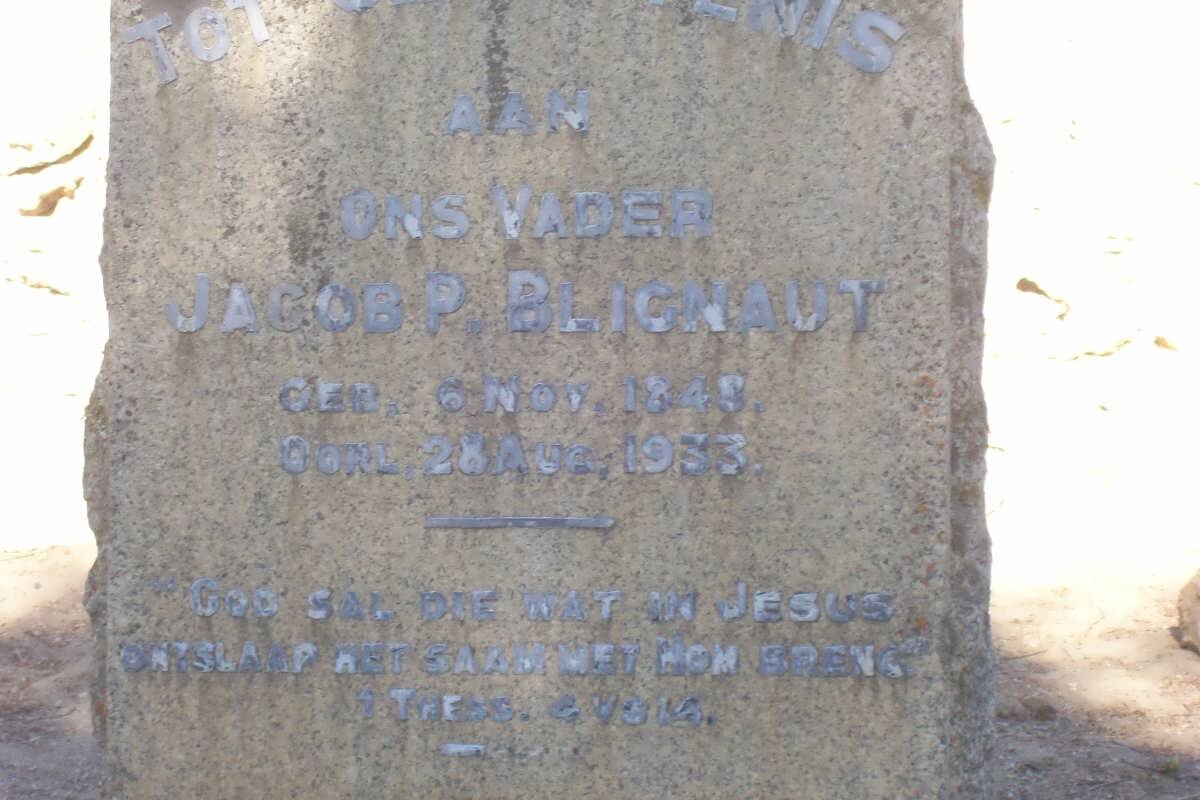 TOT
AAN
ONS VADER
JACOB P. BLIGNAUT
GEB. 6 NOV. 1848.
OORL. 28 AUG. 1933.
"GOD SAL DIE WAT IN JESUS
ONTSLAAP HET SAAM MET HOM BRENG."
1 THESS. 4 VS 14.